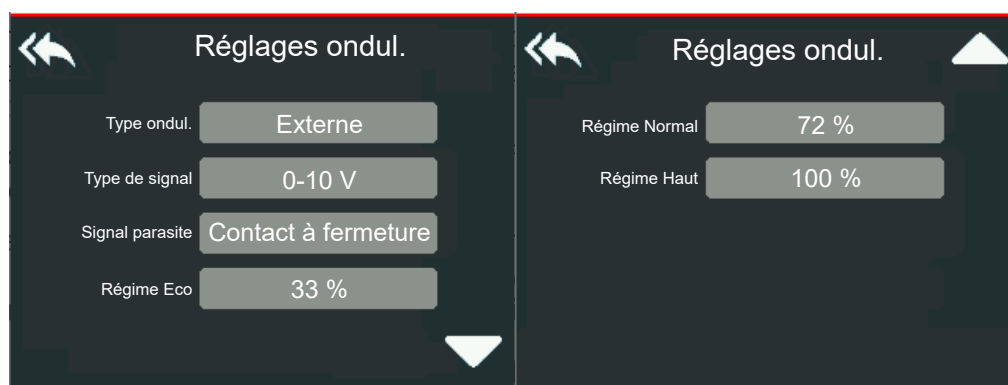 Réglages ondul.
Type ondul. Externe
Type de signal 0-10 V
Signal parasite Contact à fermeture
Régime Eco 33 %
Réglages ondul.
Régime Normal 72 %
Régime Haut 100 %